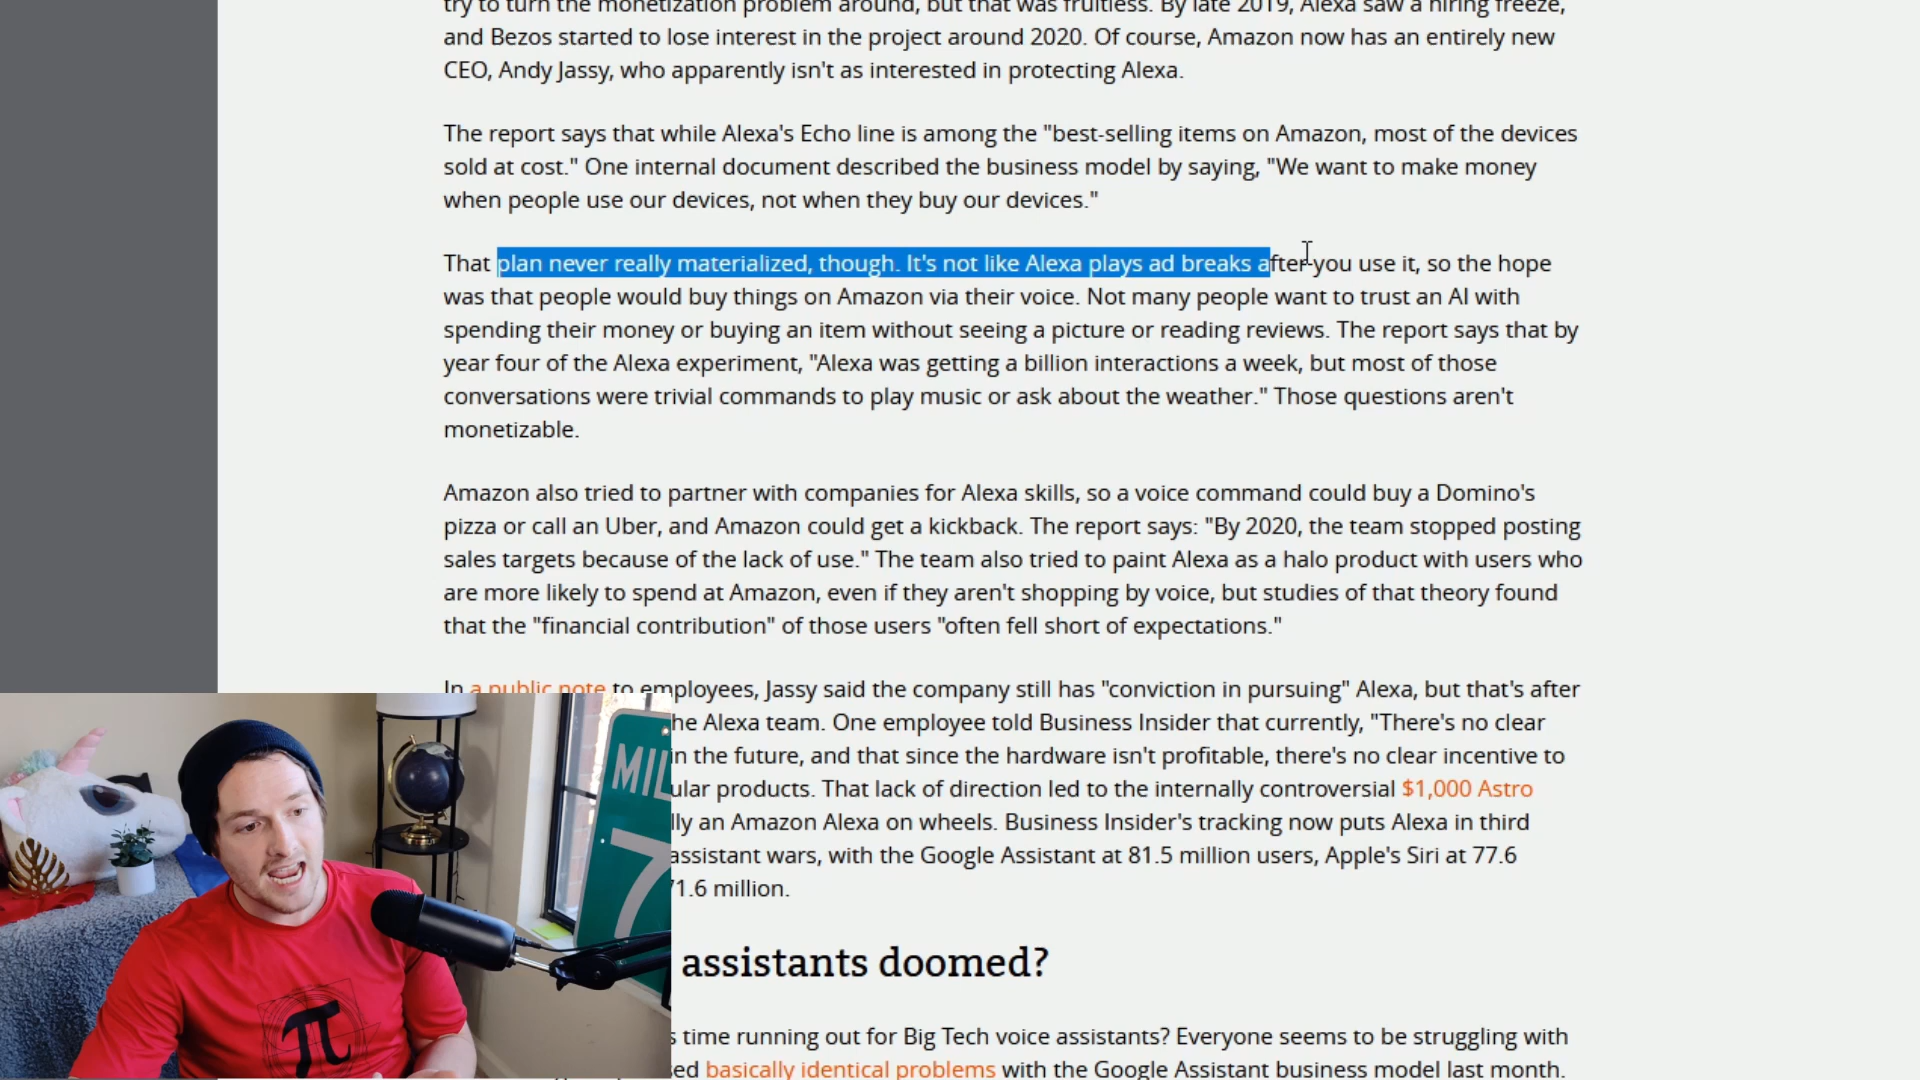 try to turn the monetization problem around, but that was fruitless. By late 2019, Alexa saw a hiring freeze,
and Bezos started to lose interest in the project around 2020. Of course, Amazon now has an entirely new
CEO, Andy Jassy, who apparently isn't as interested in protecting Alexa.
The report says that while Alexa's Echo line is among the "best-selling items on Amazon, most of the devices
sold at cost." One internal document described the business model by saying, "We want to make money
when people use our devices, not when they buy our devices."
That plan never really materialized, though. It's not like Alexa plays ad breaks after you use it, so the hope
was that people would buy things on Amazon via their voice. Not many people want to trust an AI with
spending their money or buying an item without seeing a picture or reading reviews. The report says that by
year four of the Alexa experiment, "Alexa was getting a billion interactions a week, but most of those
conversations were trivial commands to play music or ask about the weather." Those questions aren't
monetizable.
Amazon also tried to partner with companies for Alexa skills, so a voice command could buy a Domino's
pizza or call an Uber, and Amazon could get a kickback. The report says: "By 2020, the team stopped posting
sales targets because of the lack of use." The team also tried to paint Alexa as a halo product with users who
are more likely to spend at Amazon, even if they aren't shopping by voice, but studies of that theory found
that the "financial contribution" of those users "often fell short of expectations."
In a public note to employees, Jassy said the company still has "conviction in pursuing" Alexa, but that's after
he Alexa team. One employee told Business Insider that currently, "There's no clear
in the future, and that since the hardware isn't profitable, there's no clear incentive to
ular products. That lack of direction led to the internally controversial $1,000 Astro
lly an Amazon Alexa on wheels. Business Insider's tracking now puts Alexa in third
assistant wars, with the Google Assistant at 81.5 million users, Apple's Siri at 77.6
71.6 million.
assistants doomed?
s time running out for Big Tech voice assistants? Everyone seems to be struggling with
ed basically identical problems with the Google Assistant business model last month.
MIL
7
π